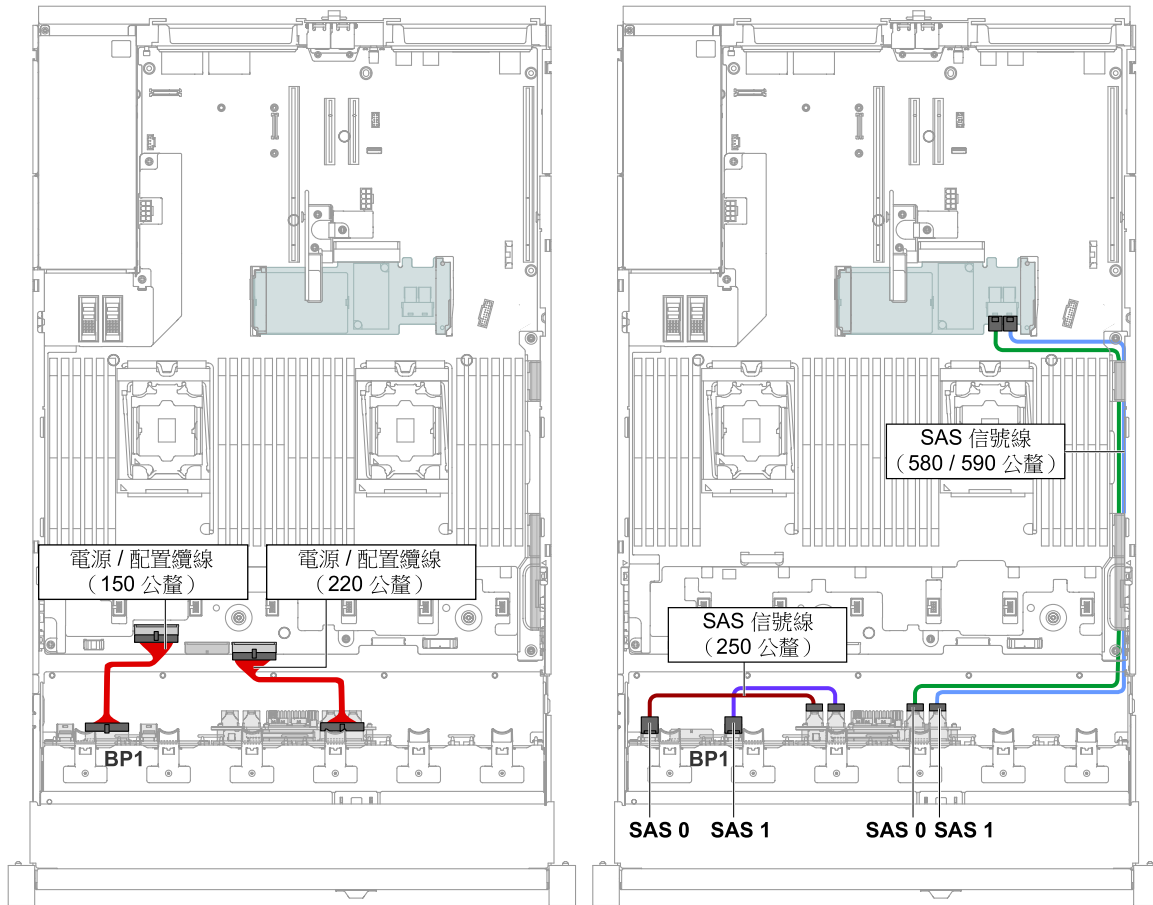 電源 / 配置纜線
（150 公釐）
電源 / 配置纜線
（220 公釐）
BP1
SAS 信號線
（580 / 590 公釐）
SAS 信號線
（250 公釐）
BP1
SAS 0
SAS 1
SAS 0
SAS 1